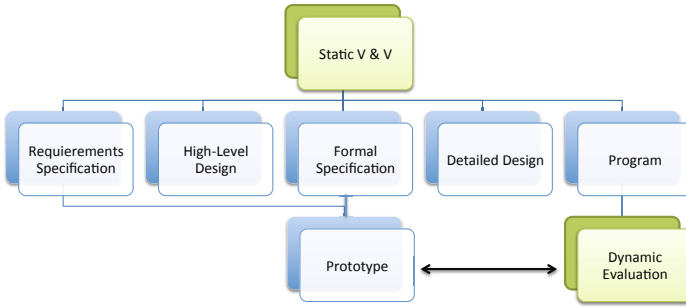 Static V & V
Requierements
Specification
High-Level
Design
Formal
Specification
Detailed Design
Program
Prototype
Dynamic
Evaluation